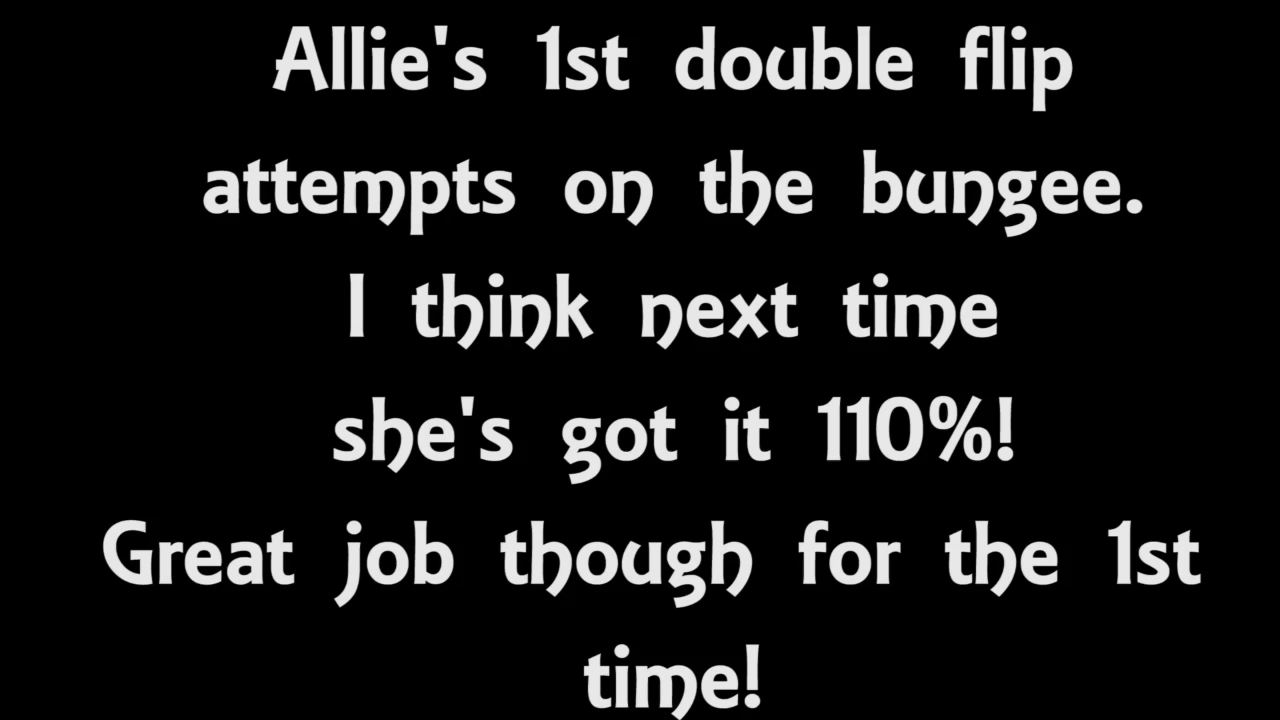 Allie's 1st double flip
attempts on the bungee.
I think next time
she's got it 110%!
Great job though for the 1st
time!